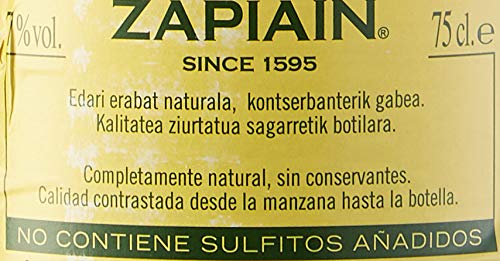 ZAPIAIN®
% vol.
75 cl. e
SINCE 1595
Edari erabat naturala, kontserbanterik gabea.
Kalitatea ziurtatua sagarretik botilara.
Completamente natural, sin conservantes.
Calidad contrastada desde la manzana hasta la botella.
NO CONTIENE SULFITOS AÑADIDOS